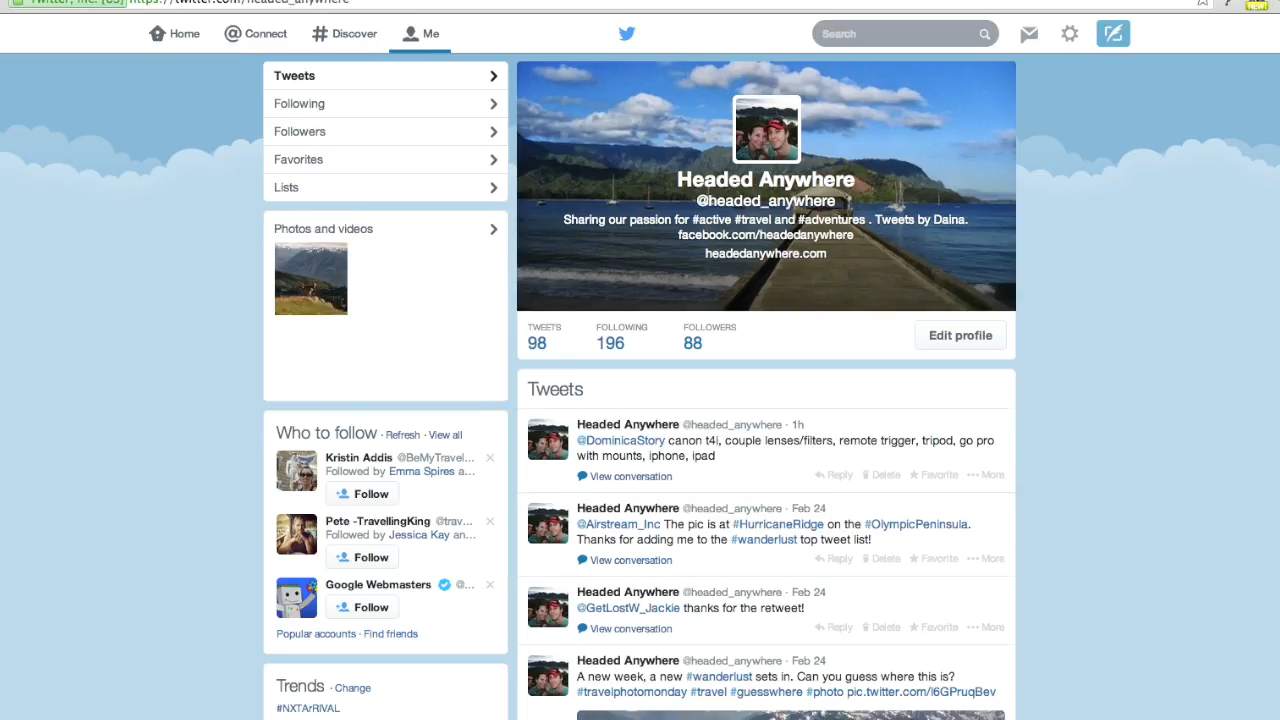 Twitter, Inc. [US] https://twitter.com/headed_anywhere
Home
Connect
Discover
Me
Search
Tweets
Following
Followers
Favorites
Lists
Photos and videos
Headed Anywhere
@headed_anywhere
Sharing our passion for #active #travel and #adventures . Tweets by Daina.
facebook.com/headedanywhere
headedanywhere.com
TWEETS
98
FOLLOWING
196
FOLLOWERS
88
Edit profile
Who to follow · Refresh · View all
Kristin Addis @BeMyTravel...
Followed by Emma Spires a...
Follow
Pete -TravellingKing @trav...
Followed by Jessica Kay an...
Follow
Google Webmasters @...
Follow
Popular accounts · Find friends
Trends · Change
#NXTArRIVAL
Tweets
Headed Anywhere @headed_anywhere · 1h
@DominicaStory canon t4i, couple lenses/filters, remote trigger, tripod, go pro
with mounts, iphone, ipad
View conversation
Reply Delete Favorite More
Headed Anywhere @headed_anywhere · Feb 24
@Airstream_Inc The pic is at #HurricaneRidge on the #OlympicPeninsula.
Thanks for adding me to the #wanderlust top tweet list!
View conversation
Reply Delete Favorite More
Headed Anywhere @headed_anywhere · Feb 24
@GetLostW_Jackie thanks for the retweet!
View conversation
Reply Delete Favorite More
Headed Anywhere @headed_anywhere · Feb 24
A new week, a new #wanderlust sets in. Can you guess where this is?
#travelphotomonday #travel #guesswhere #photo pic.twitter.com/l6GPruqBev